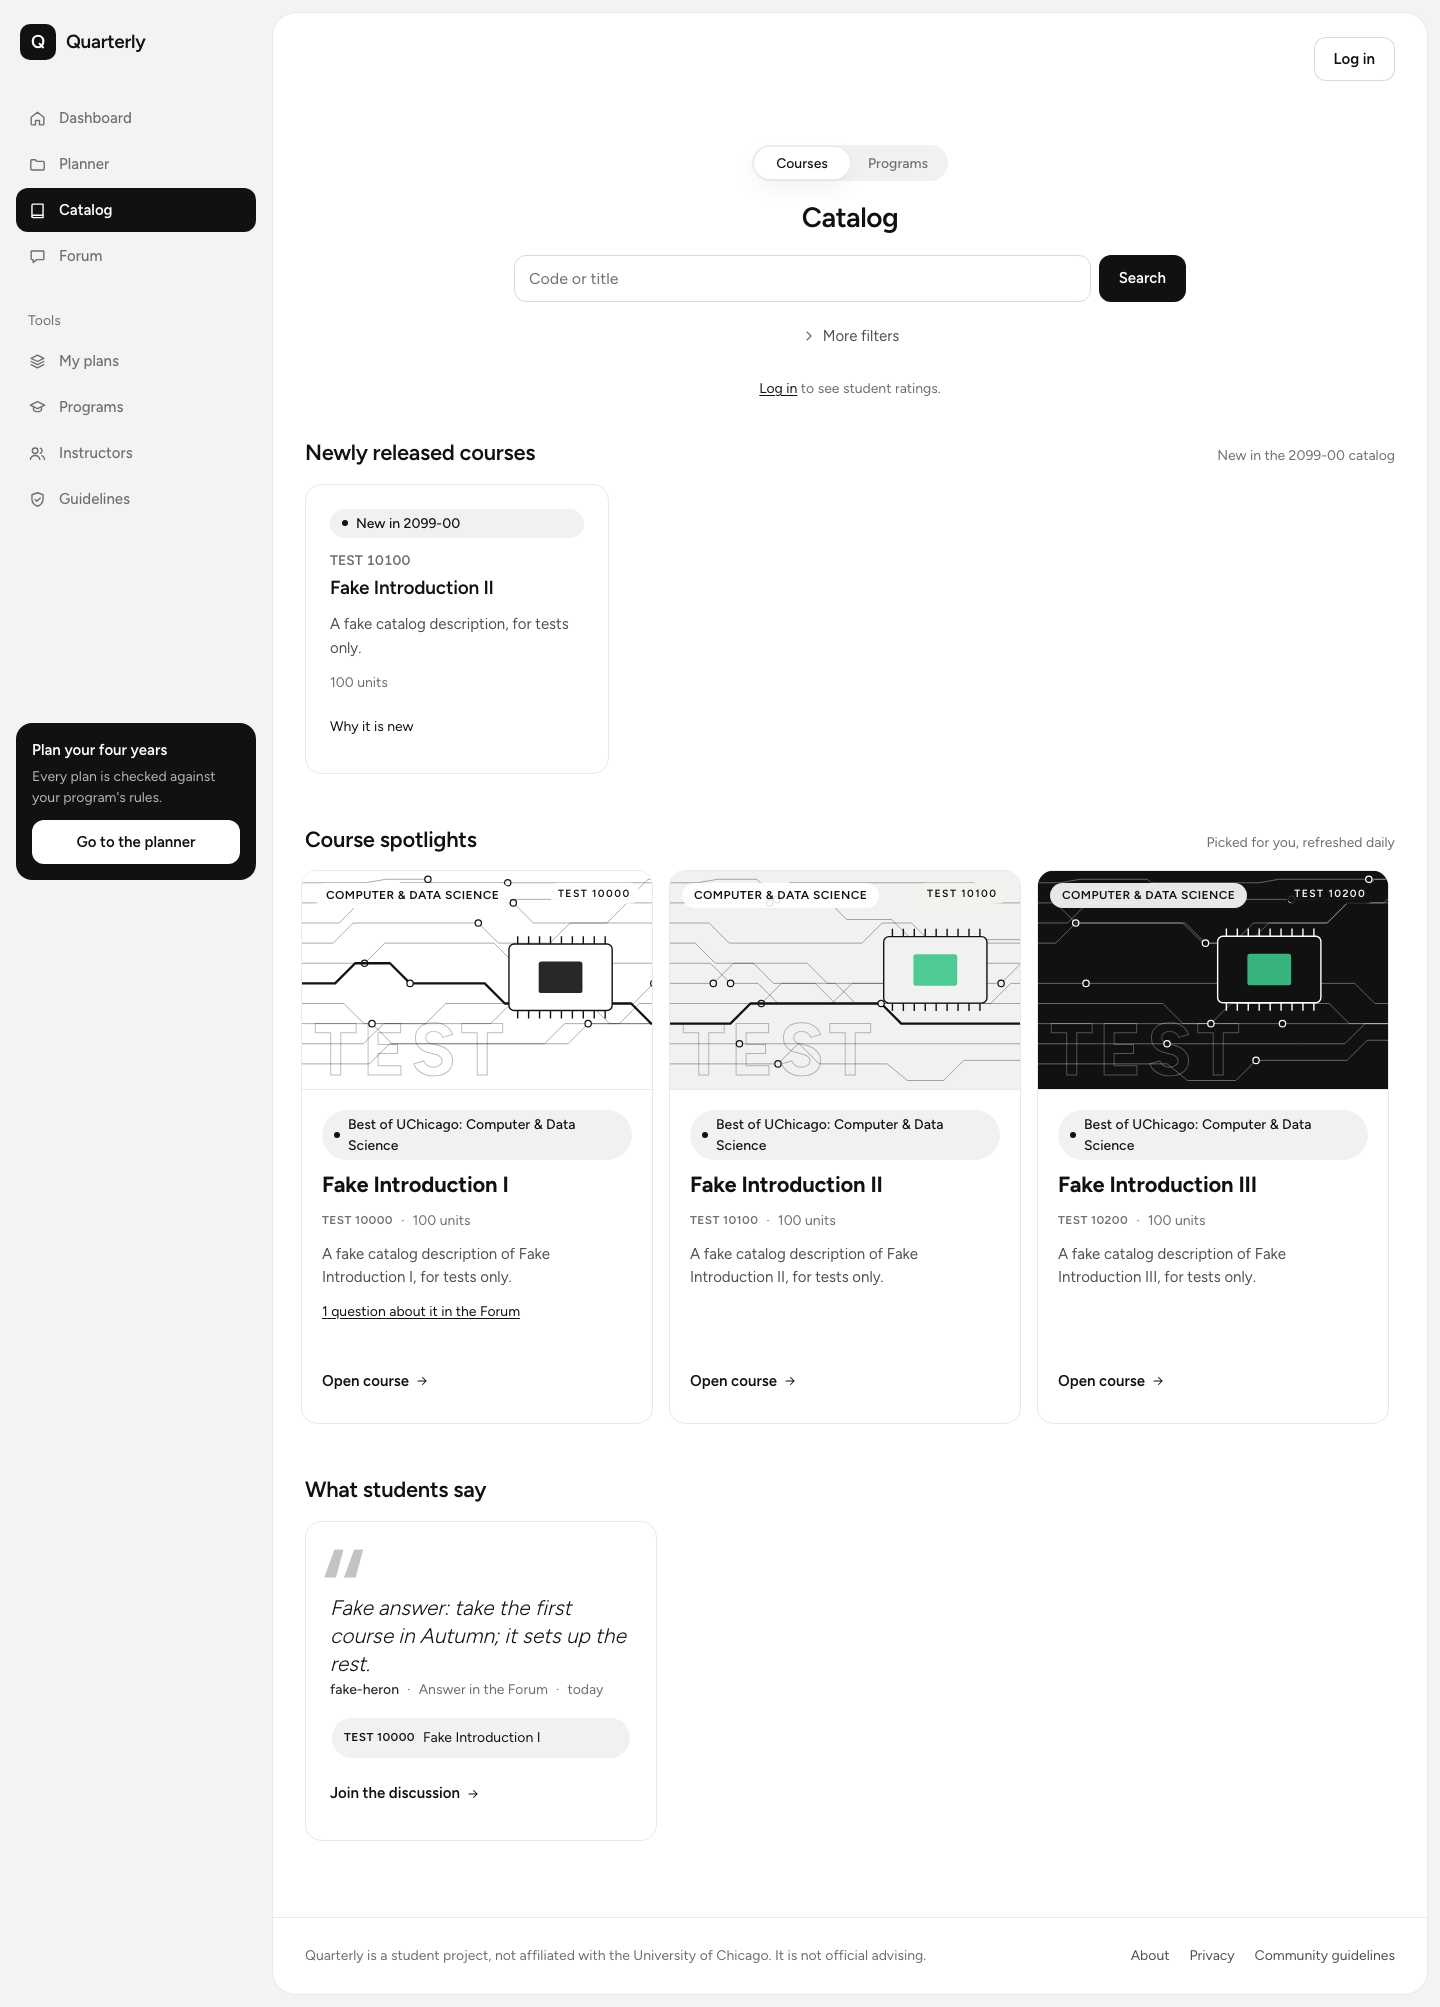 Q Quarterly
Dashboard
Planner
Catalog
Forum
Tools
My plans
Programs
Instructors
Guidelines
Plan your four years
Every plan is checked against
your program's rules.
Go to the planner
Log in
Courses Programs
Catalog
Code or title Search
More filters
Log in to see student ratings.
Newly released courses New in the 2099-00 catalog
New in 2099-00
TEST 10100
Fake Introduction II
A fake catalog description, for tests
only.
100 units
Why it is new
Course spotlights Picked for you, refreshed daily
COMPUTER & DATA SCIENCE TEST 10000
TEST
Best of UChicago: Computer & Data
Science
Fake Introduction I
TEST 10000 · 100 units
A fake catalog description of Fake
Introduction I, for tests only.
1 question about it in the Forum
Open course →
COMPUTER & DATA SCIENCE TEST 10100
TEST
Best of UChicago: Computer & Data
Science
Fake Introduction II
TEST 10100 · 100 units
A fake catalog description of Fake
Introduction II, for tests only.
Open course →
COMPUTER & DATA SCIENCE TEST 10200
TEST
Best of UChicago: Computer & Data
Science
Fake Introduction III
TEST 10200 · 100 units
A fake catalog description of Fake
Introduction III, for tests only.
Open course →
What students say
"
Fake answer: take the first
course in Autumn; it sets up the
rest.
fake-heron · Answer in the Forum · today
TEST 10000 Fake Introduction I
Join the discussion →
Quarterly is a student project, not affiliated with the University of Chicago. It is not official advising.
About Privacy Community guidelines